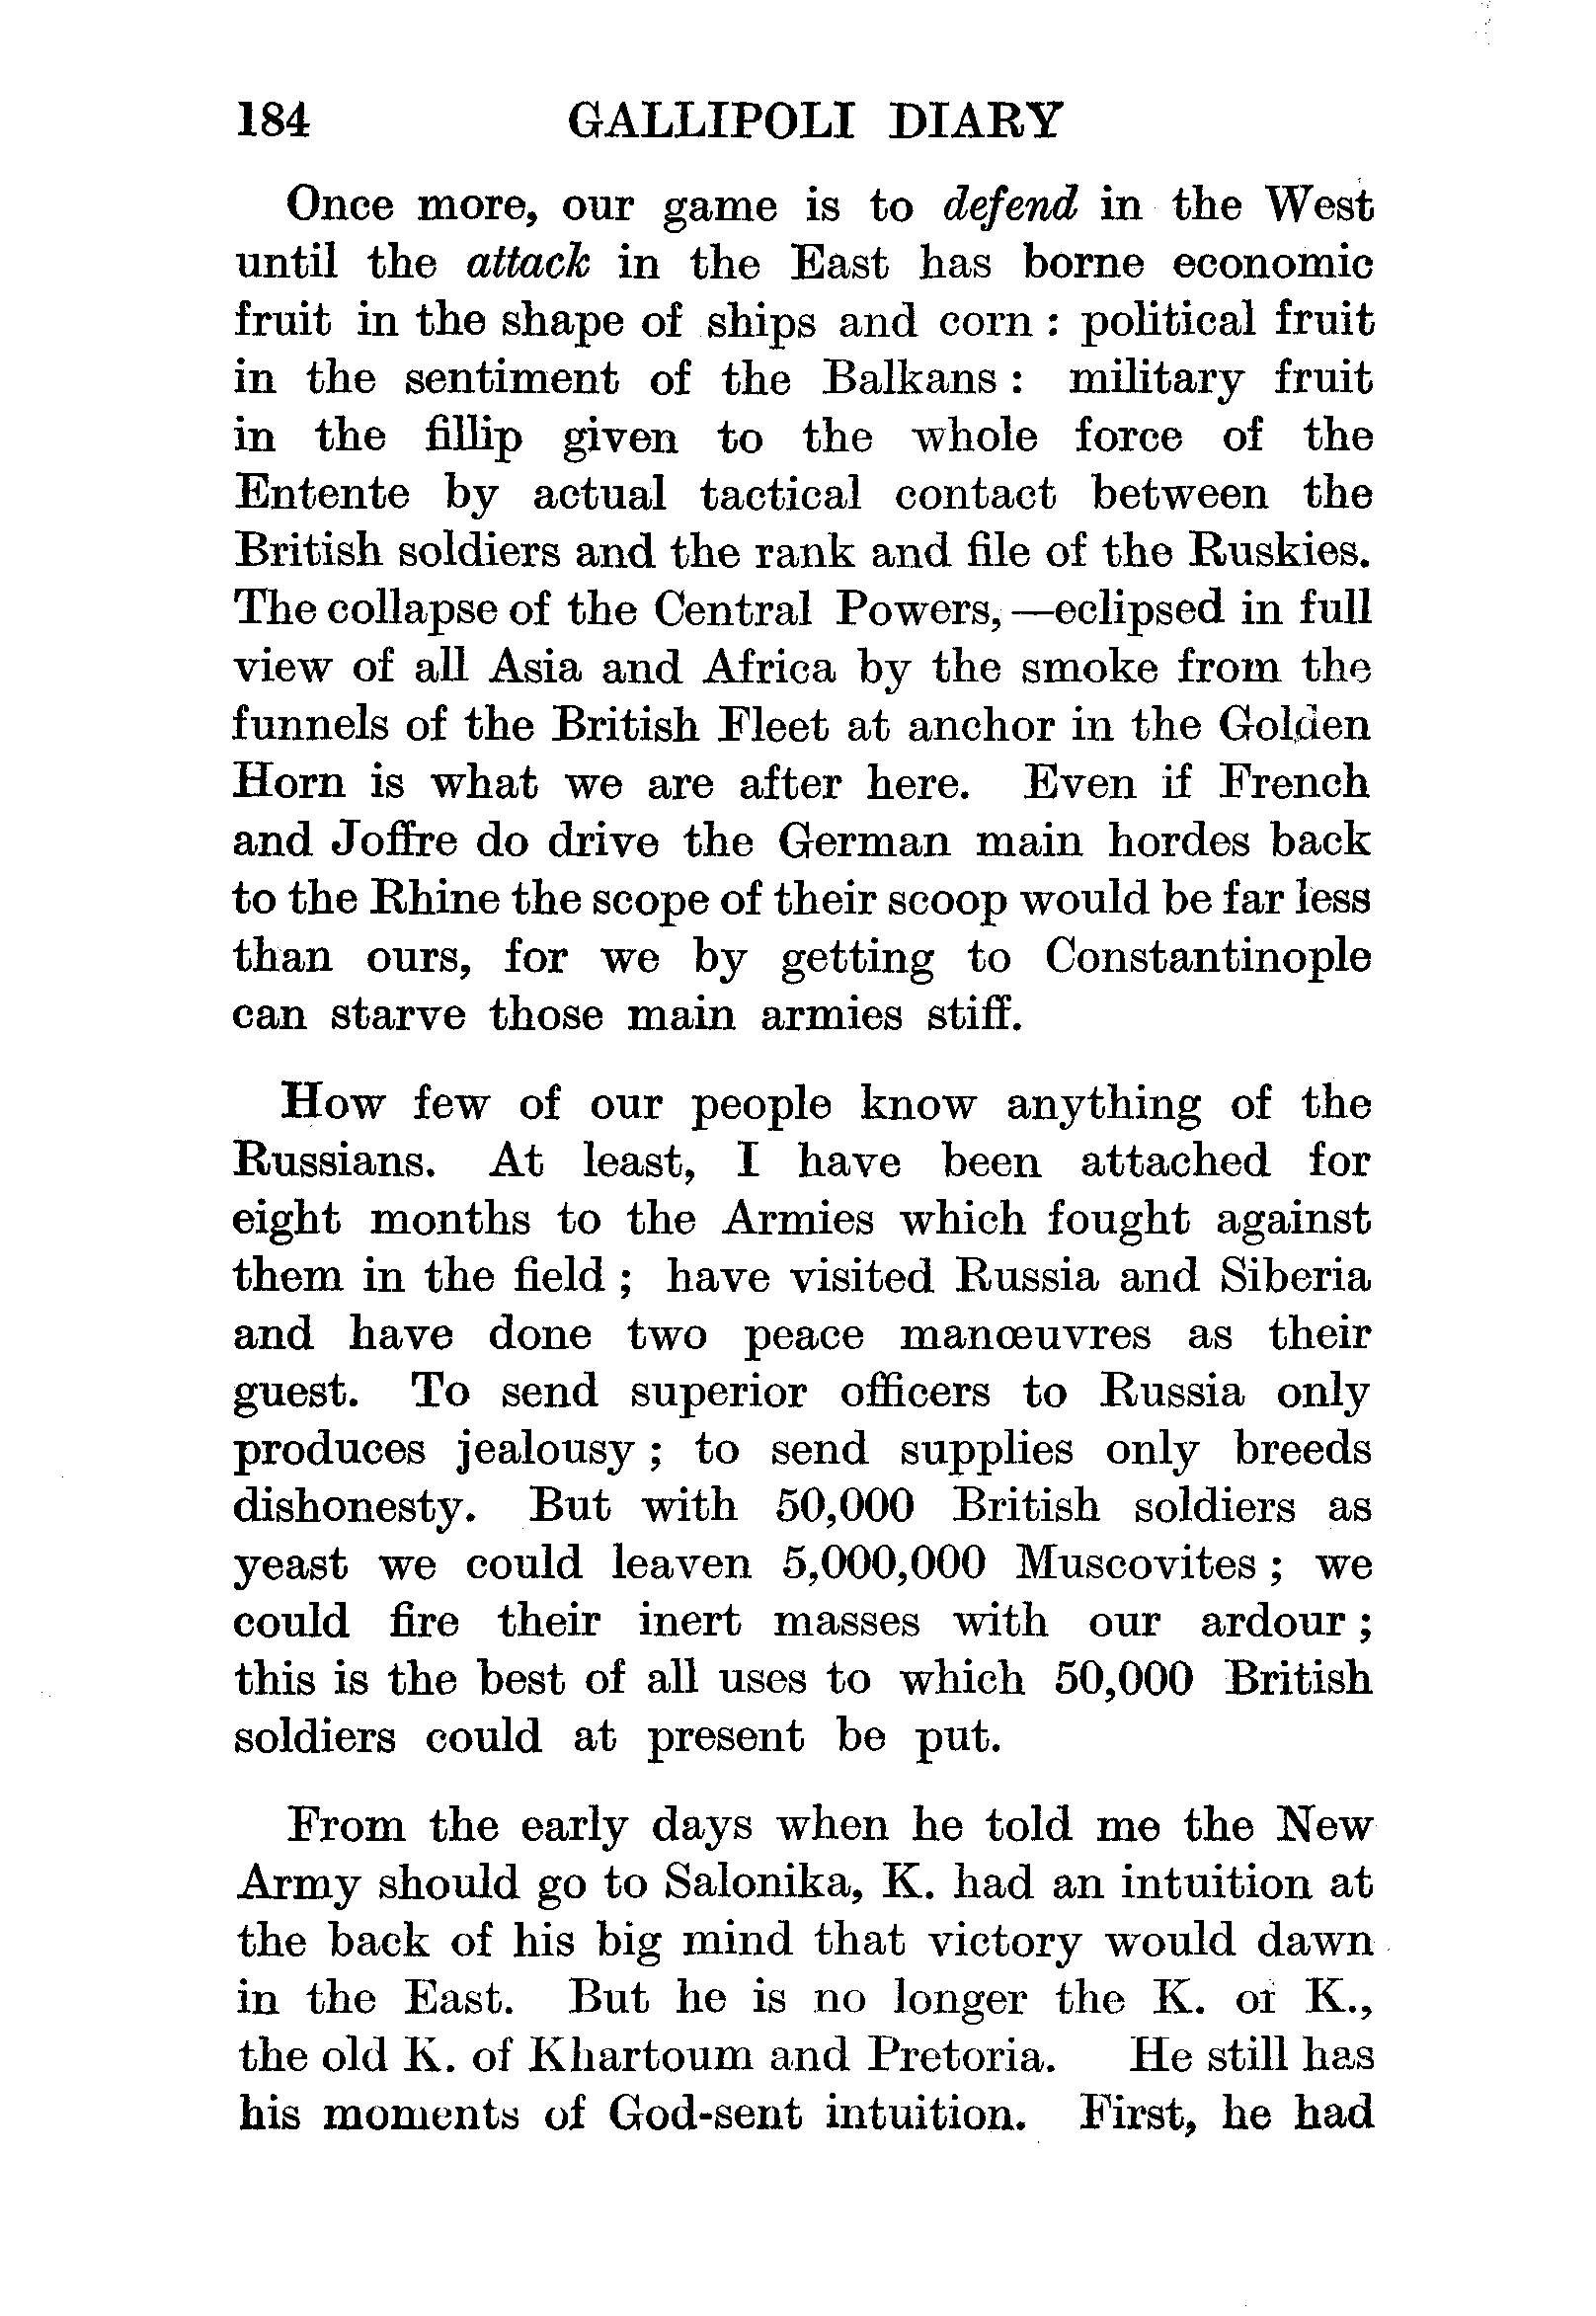 184 GALLIPOLI DIARY
Once more, our game is to defend in the West
until the attack in the East has borne economic
fruit in the shape of ships and corn : political fruit
in the sentiment of the Balkans : military fruit
in the fillip given to the whole force of the
Entente by actual tactical contact between the
British soldiers and the rank and file of the Ruskies.
The collapse of the Central Powers,—eclipsed in full
view of all Asia and Africa by the smoke from the
funnels of the British Fleet at anchor in the Golden
Horn is what we are after here. Even if French
and Joffre do drive the German main hordes back
to the Rhine the scope of their scoop would be far less
than ours, for we by getting to Constantinople
can starve those main armies stiff.
How few of our people know anything of the
Russians. At least, I have been attached for
eight months to the Armies which fought against
them in the field ; have visited Russia and Siberia
and have done two peace manœuvres as their
guest. To send superior officers to Russia only
produces jealousy ; to send supplies only breeds
dishonesty. But with 50,000 British soldiers as
yeast we could leaven 5,000,000 Muscovites ; we
could fire their inert masses with our ardour ;
this is the best of all uses to which 50,000 British
soldiers could at present be put.
From the early days when he told me the New
Army should go to Salonika, K. had an intuition at
the back of his big mind that victory would dawn
in the East. But he is no longer the K. of K.,
the old K. of Khartoum and Pretoria. He still has
his moments of God-sent intuition. First, he had